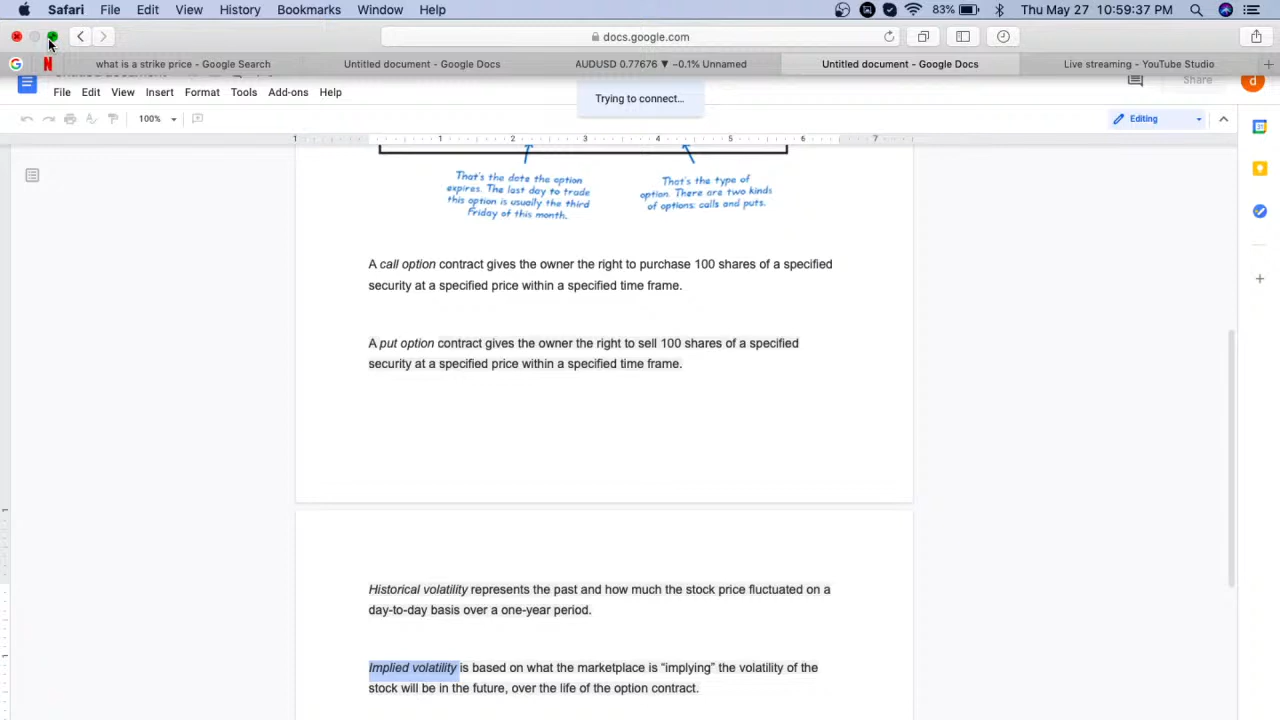 Safari File Edit View History Bookmarks Window Help 83% Thu May 27 10:59:37 PM
docs.google.com
what is a strike price - Google Search Untitled document - Google Docs AUDUSD 0.77676 ▼ −0.1% Unnamed Untitled document - Google Docs Live streaming - YouTube Studio
Share d
File Edit View Insert Format Tools Add-ons Help
Trying to connect…
100% Editing
1 1 2 3 4 5 6 7
That's the date the option
expires. The last day to trade
this option is usually the third
Friday of this month.
That's the type of
option. There are two kinds
of options: calls and puts.
A call option contract gives the owner the right to purchase 100 shares of a specified
security at a specified price within a specified time frame.
A put option contract gives the owner the right to sell 100 shares of a specified
security at a specified price within a specified time frame.
Historical volatility represents the past and how much the stock price fluctuated on a
day-to-day basis over a one-year period.
Implied volatility is based on what the marketplace is “implying” the volatility of the
stock will be in the future, over the life of the option contract.